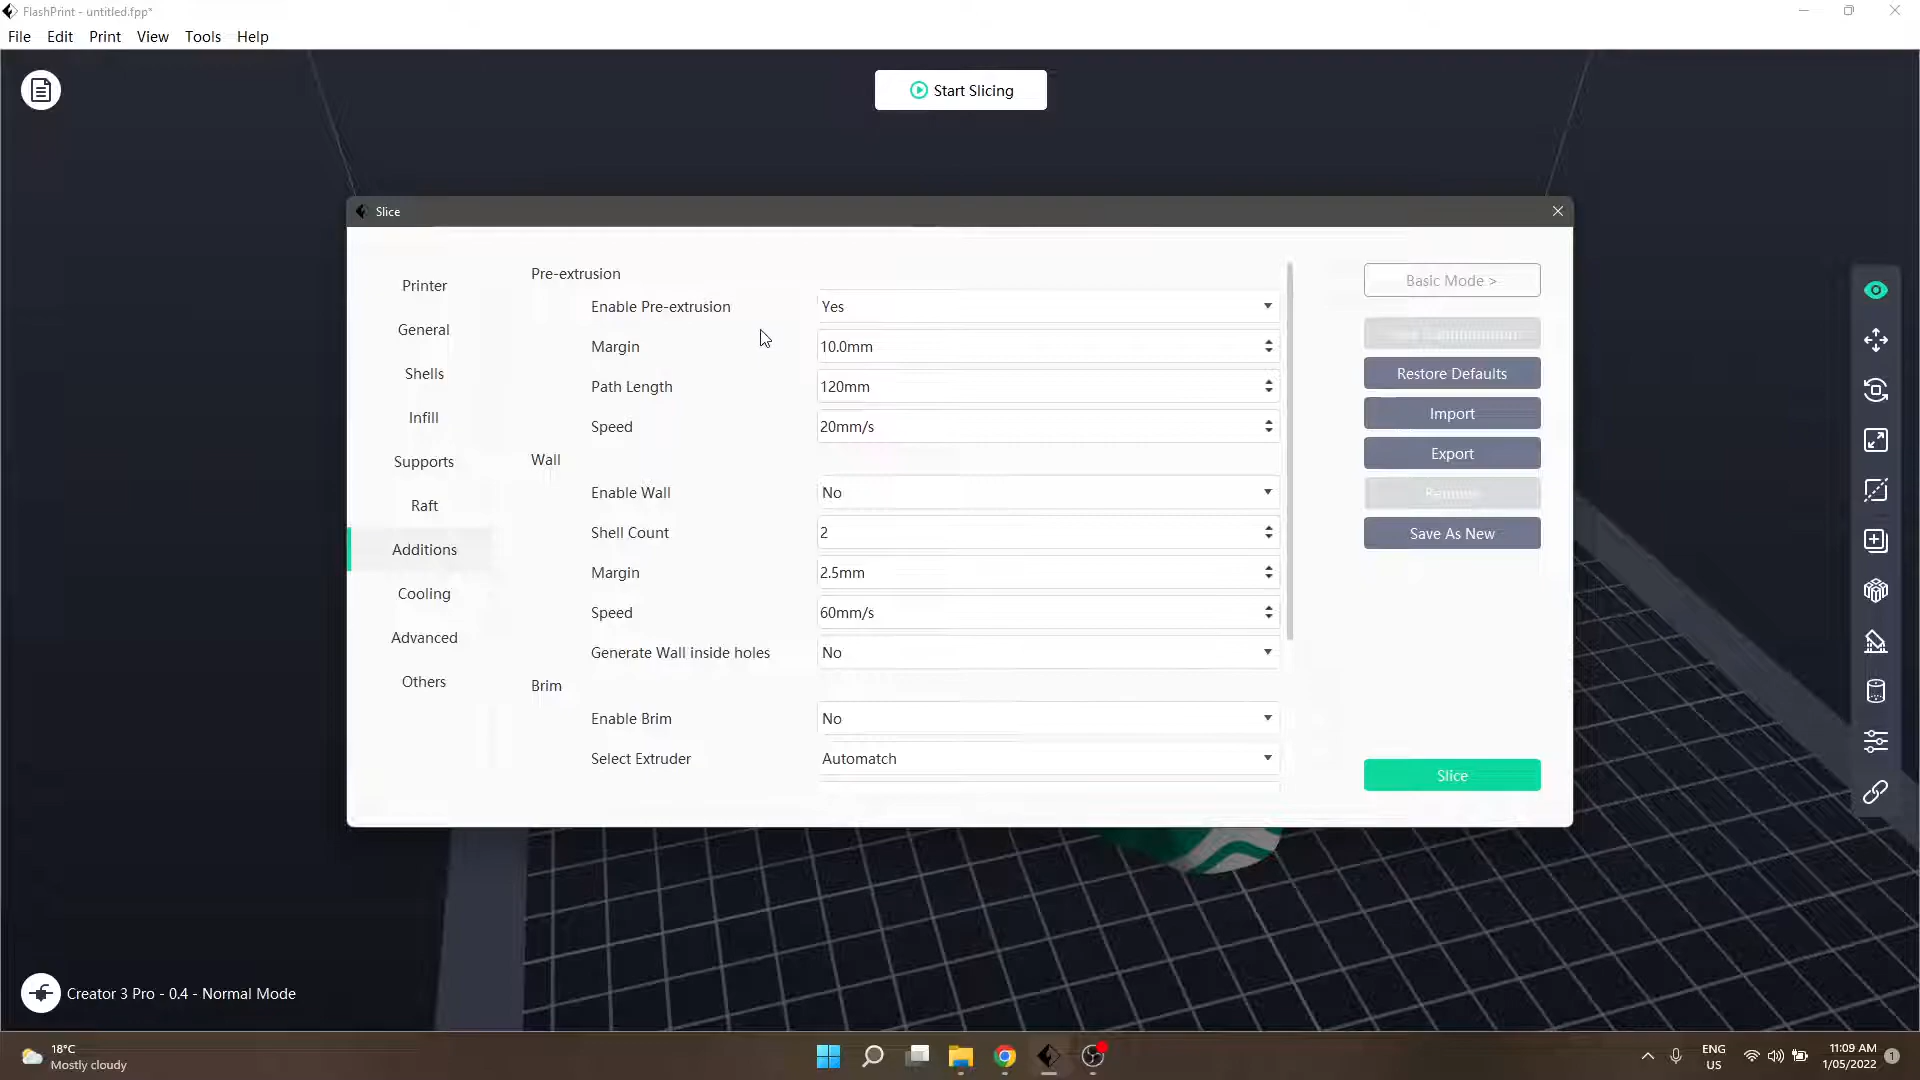 FlashPrint - untitled.fpp*
File Edit Print View Tools Help
Start Slicing
Slice
Printer
General
Shells
Infill
Supports
Raft
Additions
Cooling
Advanced
Others
Pre-extrusion
Enable Pre-extrusion Yes
Margin 10.0mm
Path Length 120mm
Speed 20mm/s
Wall
Enable Wall No
Shell Count 2
Margin 2.5mm
Speed 60mm/s
Generate Wall inside holes No
Brim
Enable Brim No
Select Extruder Automatch
Basic Mode >
Restore Defaults
Import
Export
Save As New
Slice
Creator 3 Pro - 0.4 - Normal Mode
18°C
Mostly cloudy
ENG
US
11:09 AM
1/05/2022
1